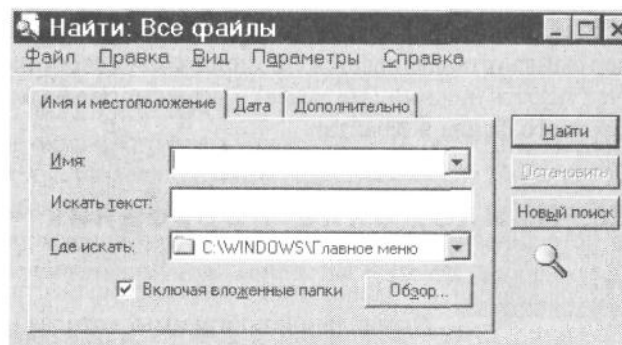 Найти: Все файлы
Файл Правка Вид Параметры Справка
Имя и местоположение Дата Дополнительно
Найти
Имя:
Остановить
Искать текст:
Новый поиск
Где искать: C:\WINDOWS\Главное меню
Включая вложенные папки Обзор...